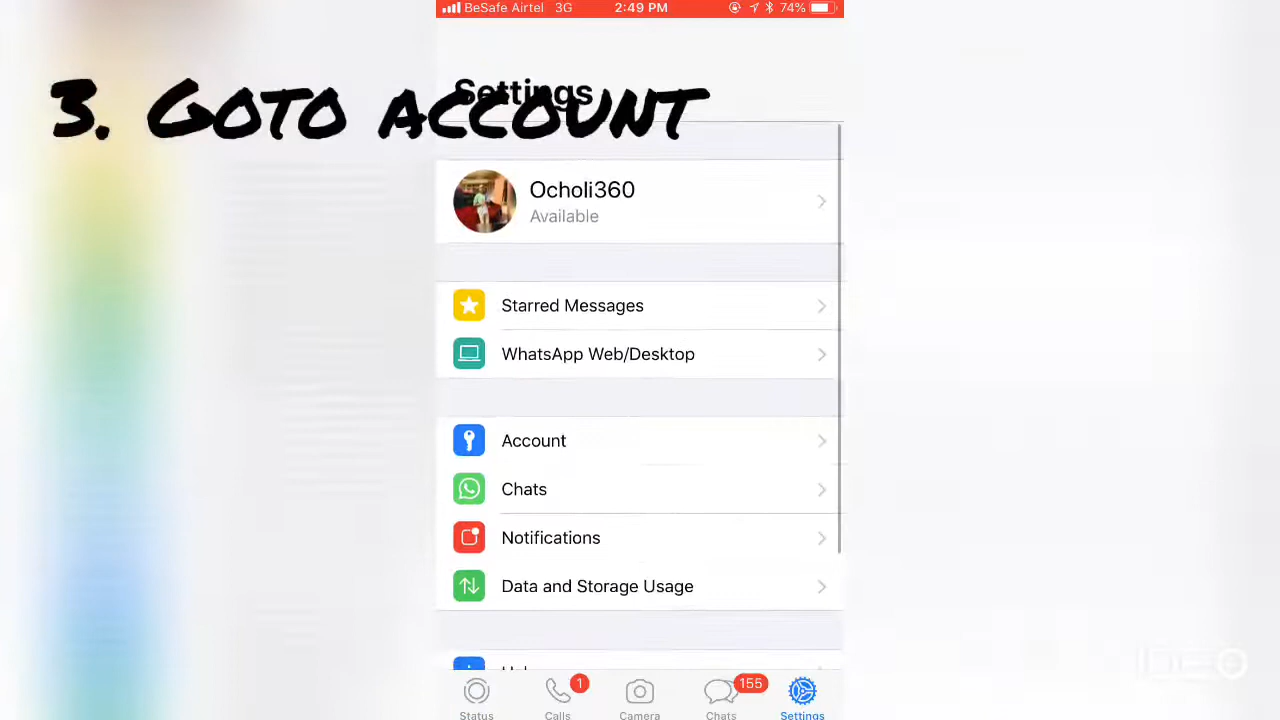 BeSafe Airtel 3G 2:49 PM 74%
Settings
3. Goto account
Ocholi360
Available
Starred Messages
WhatsApp Web/Desktop
Account
Chats
Notifications
Data and Storage Usage
1
155
Status Calls Camera Chats Settings